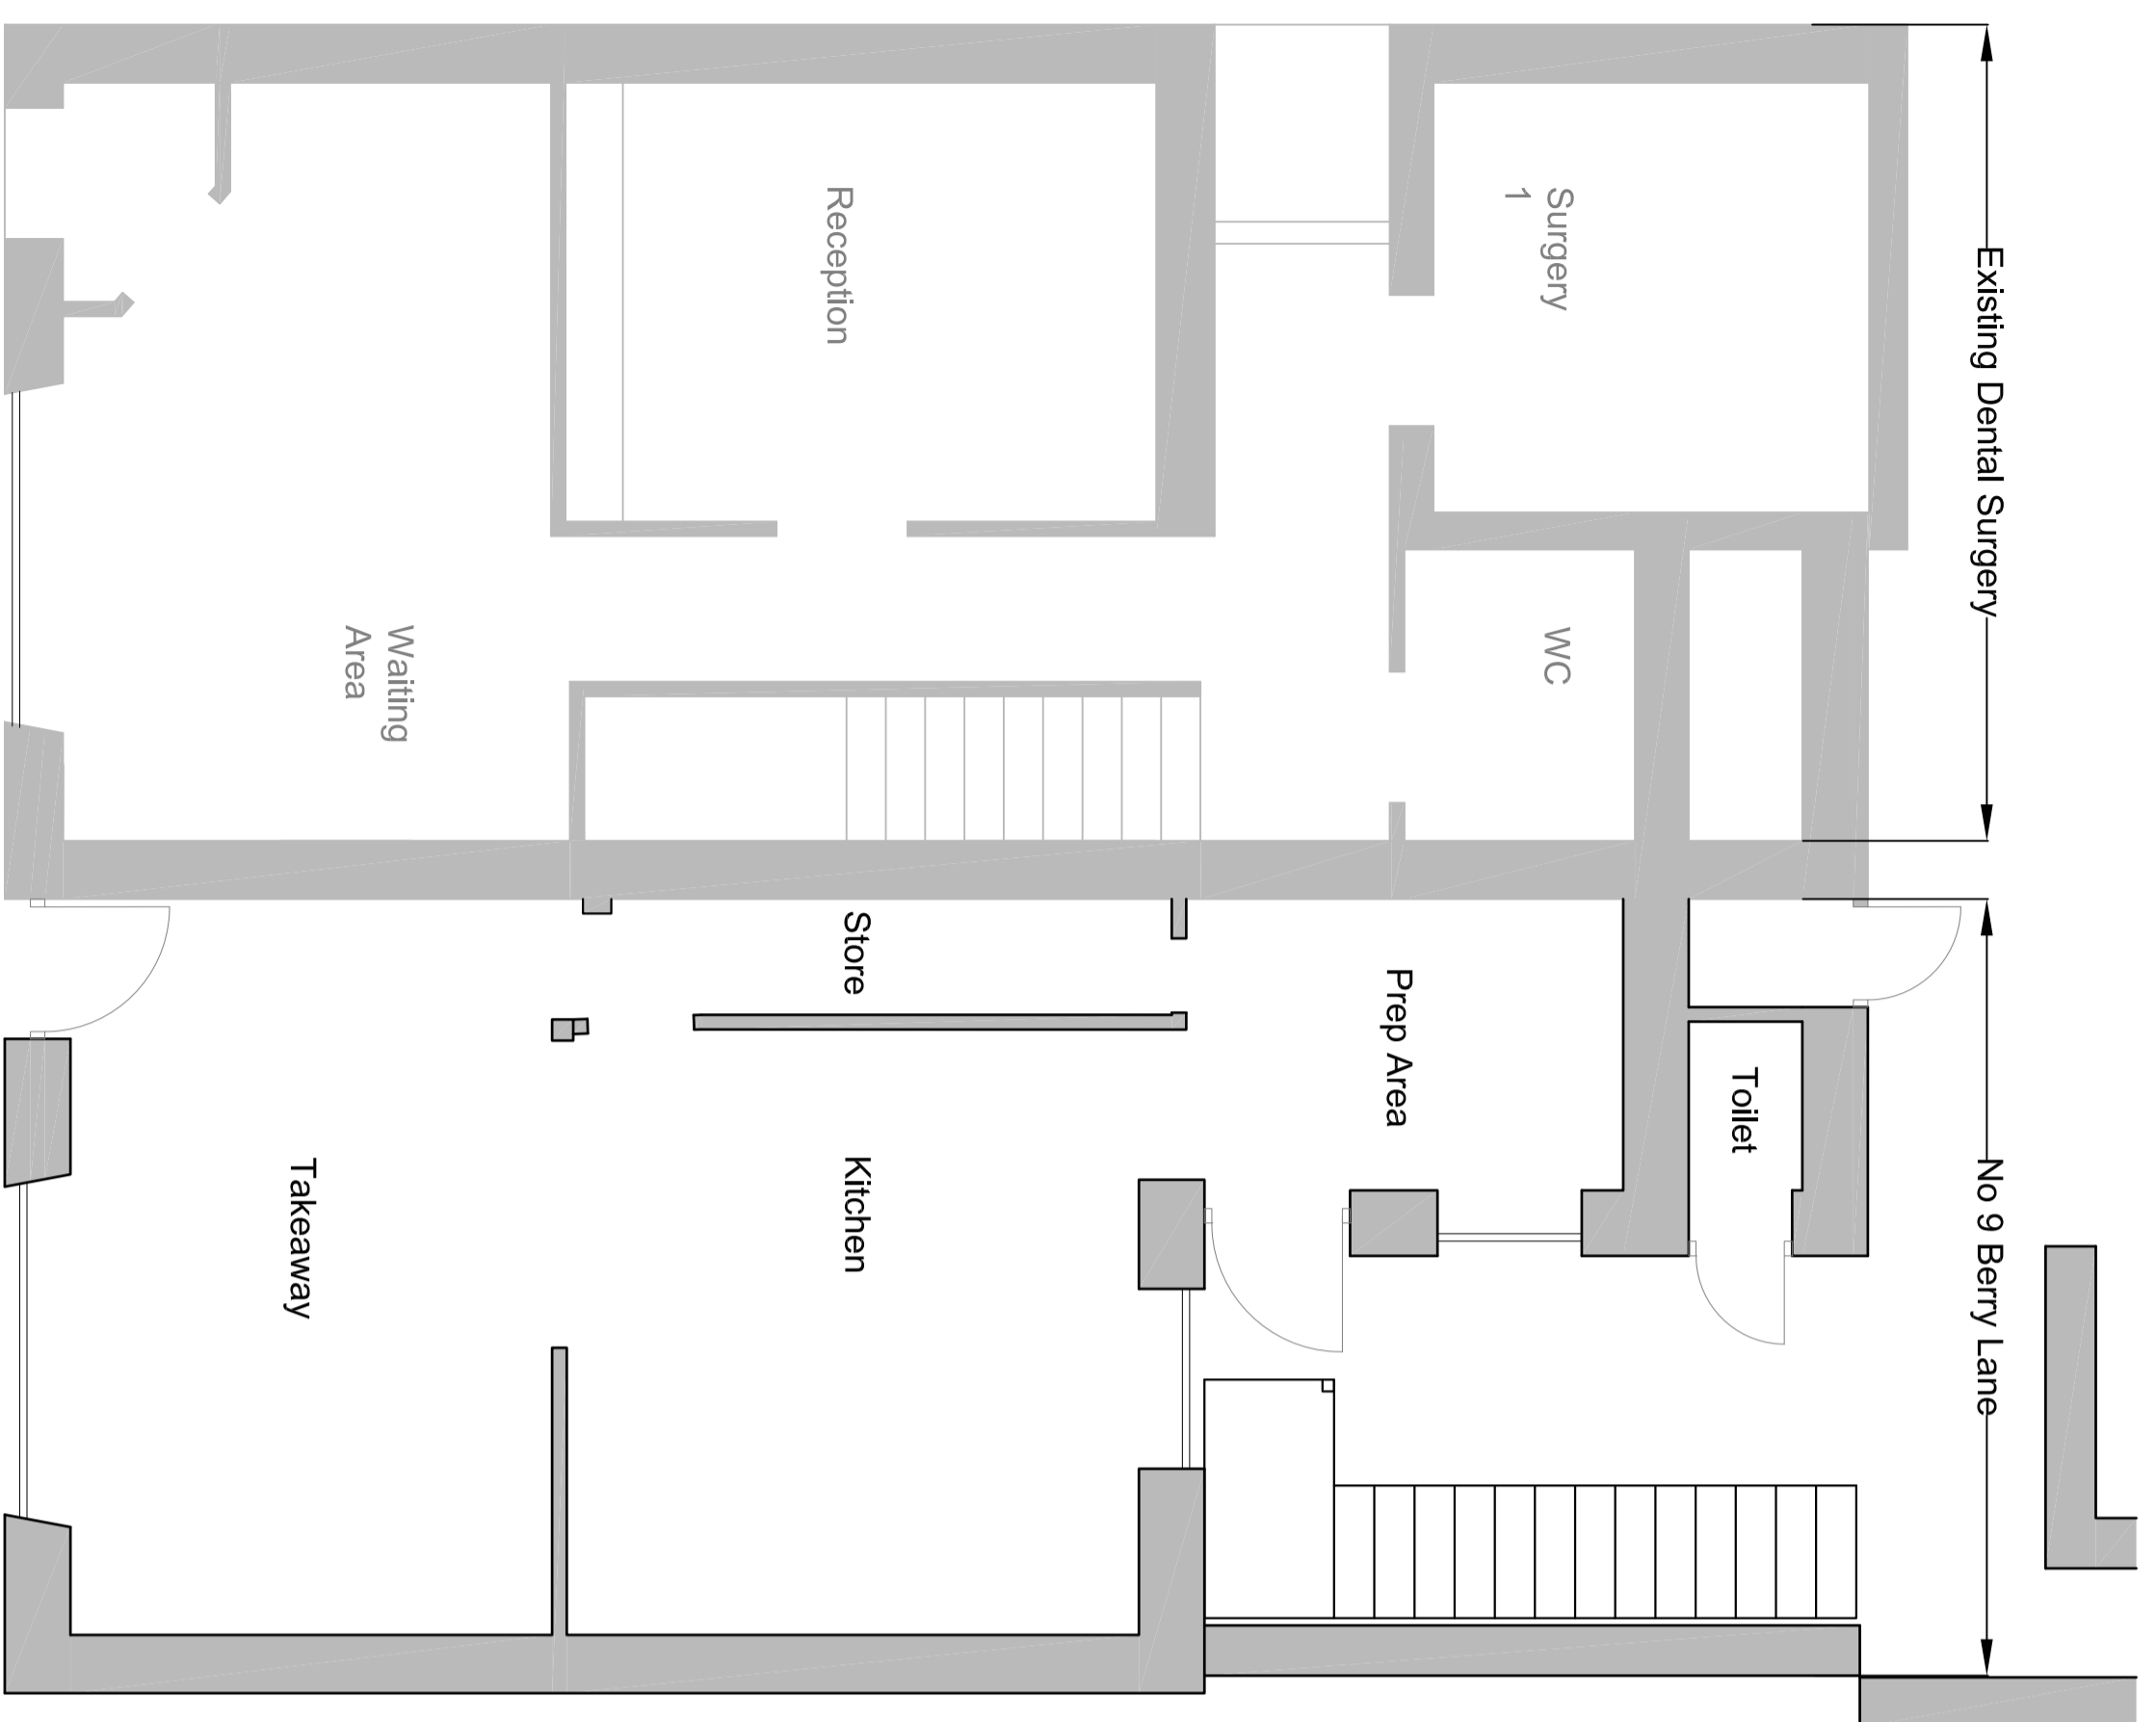 Existing Dental Surgery
No 9 Berry Lane
Surgery
1
WC
Toilet
Prep Area
Reception
Store
Kitchen
Waiting
Area
Takeaway